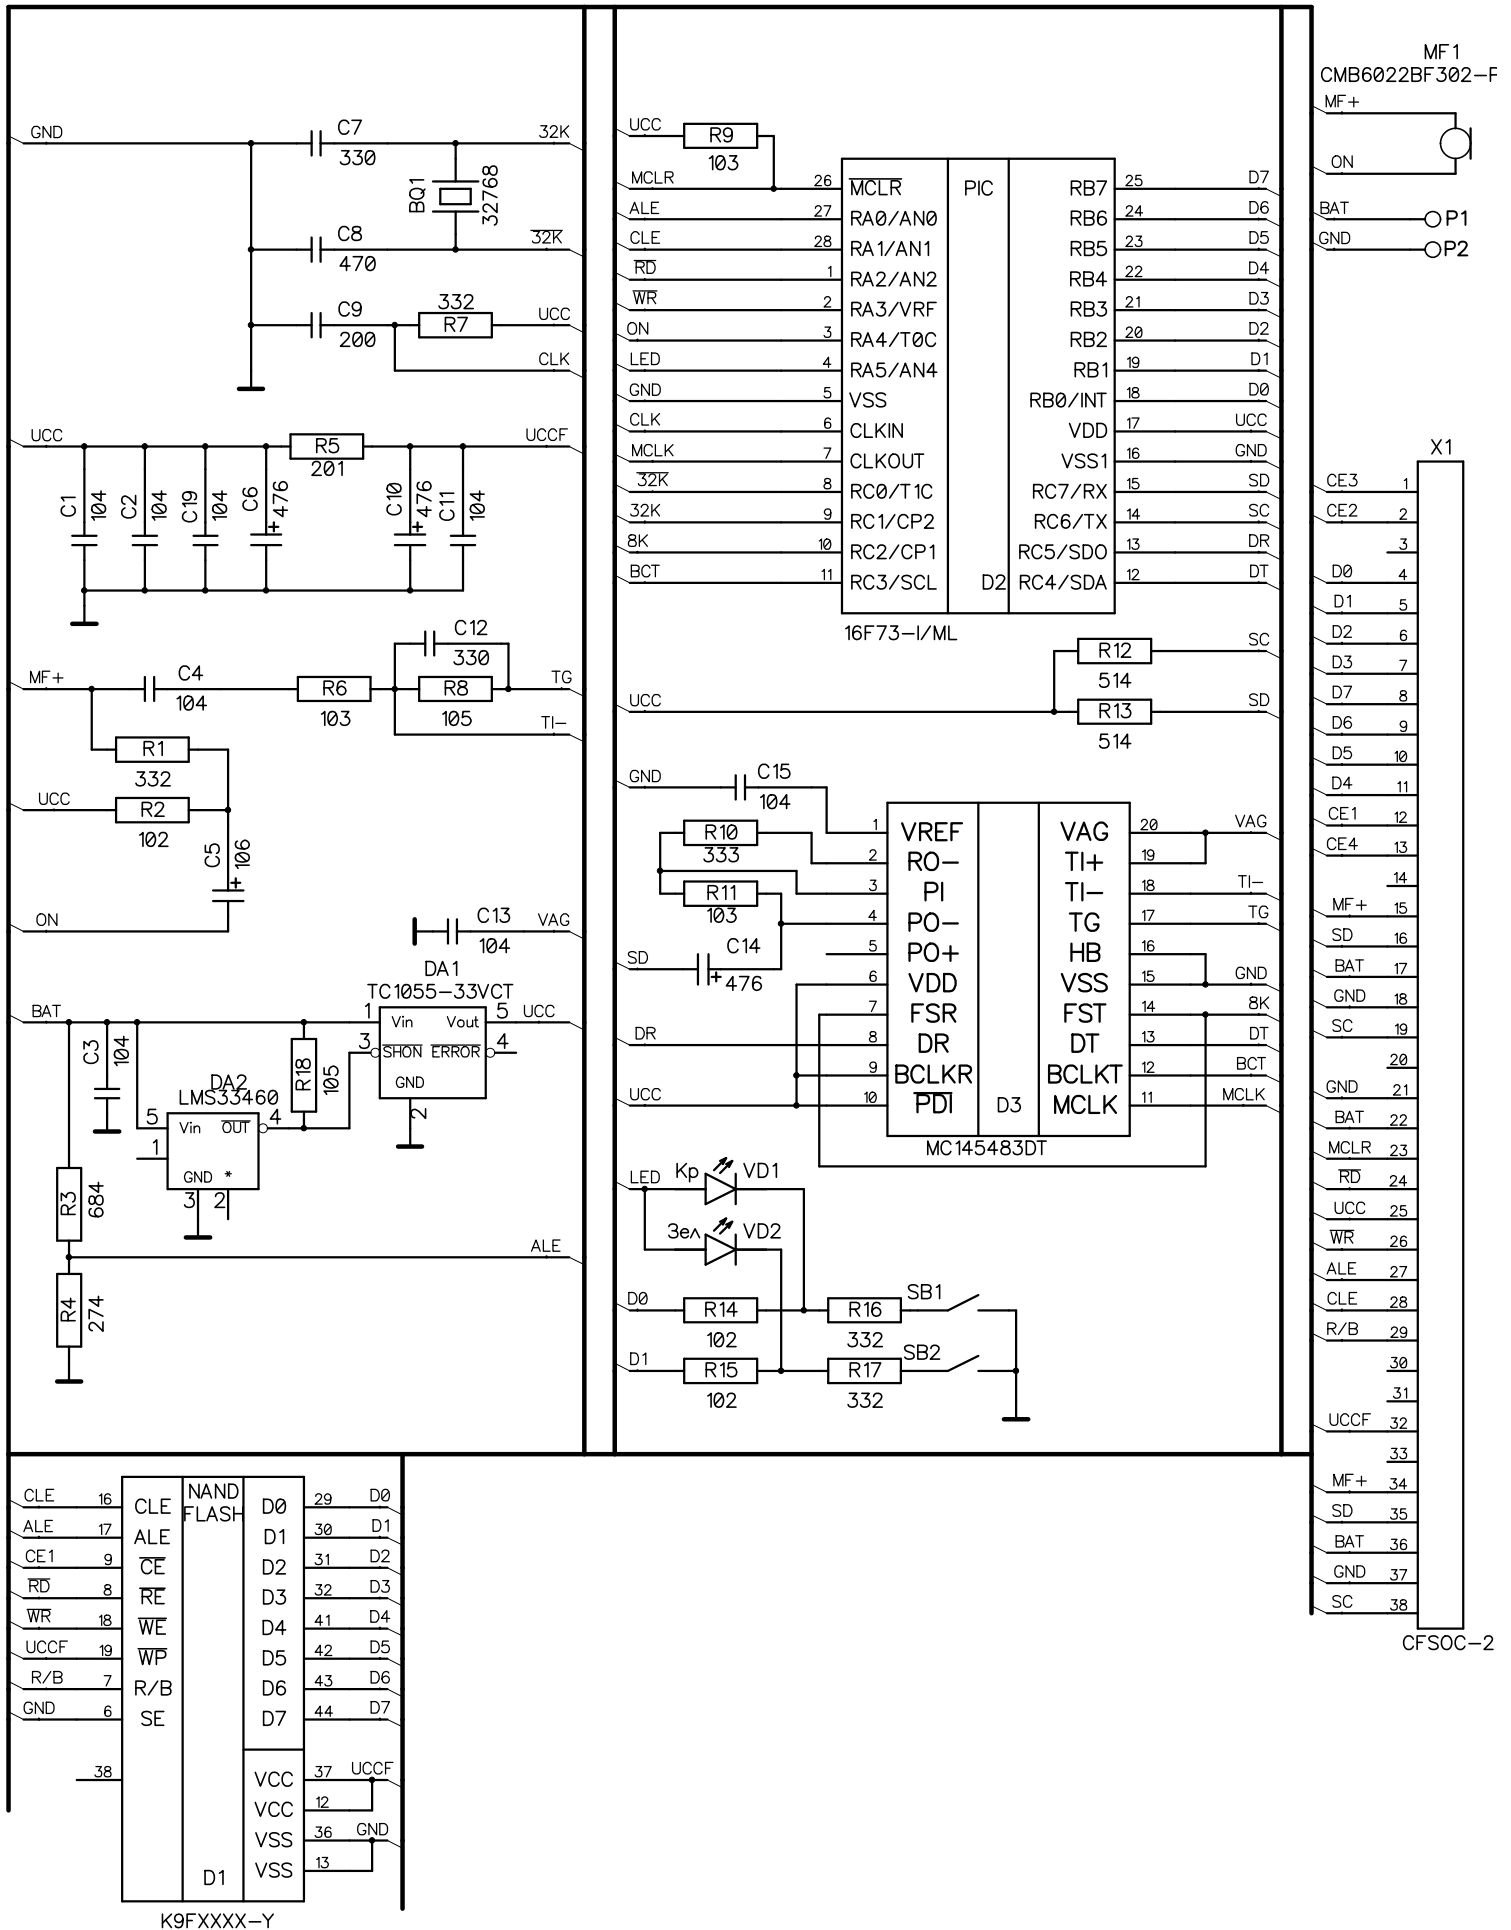 MF1
CMB6022BF302-P
MF+
ON
BAT P1
GND P2
GND C7 330 32K
BQ1 32768
C8 470 32K
C9 200 332 R7 UCC
CLK
UCC R5 201 UCCF
C1 104 C2 104 C19 104 C6 + 476 C10 + 476 C11 104
MF+ C4 104 R6 103 C12 330 R8 105 TG
TI-
R1 332
UCC R2 102
C5 + 106
ON
C13 104 VAG
DA1
TC1055-33VCT
BAT 1 Vin Vout 5 UCC
3 SHON ERROR 4
GND
2
C3 104
R18 105
DA2
LMS33460
5 Vin OUT 4
1
GND *
3 2
R3 684
ALE
R4 274
UCC R9 103
MCLR 26 MCLR PIC RB7 25 D7
ALE 27 RA0/AN0 RB6 24 D6
CLE 28 RA1/AN1 RB5 23 D5
RD 1 RA2/AN2 RB4 22 D4
WR 2 RA3/VRF RB3 21 D3
ON 3 RA4/T0C RB2 20 D2
LED 4 RA5/AN4 RB1 19 D1
GND 5 VSS RB0/INT 18 D0
CLK 6 CLKIN VDD 17 UCC
MCLK 7 CLKOUT VSS1 16 GND
32K 8 RC0/T1C RC7/RX 15 SD
32K 9 RC1/CP2 RC6/TX 14 SC
8K 10 RC2/CP1 RC5/SDO 13 DR
BCT 11 RC3/SCL D2 RC4/SDA 12 DT
16F73-I/ML
R12 514 SC
UCC R13 514 SD
GND C15 104
R10 333
R11 103
SD + C14 476
1 VREF VAG 20 VAG
2 RO- TI+ 19
3 PI TI- 18 TI-
4 PO- TG 17 TG
5 PO+ HB 16
6 VDD VSS 15 GND
7 FSR FST 14 8K
DR 8 DR DT 13 DT
9 BCLKR BCLKT 12 BCT
UCC 10 PDI D3 MCLK 11 MCLK
MC145483DT
LED Кр VD1
Зел VD2
D0 R14 102 R16 332 SB1
D1 R15 102 R17 332 SB2
X1
CE3 1
CE2 2
3
D0 4
D1 5
D2 6
D3 7
D7 8
D6 9
D5 10
D4 11
CE1 12
CE4 13
14
MF+ 15
SD 16
BAT 17
GND 18
SC 19
20
GND 21
BAT 22
MCLR 23
RD 24
UCC 25
WR 26
ALE 27
CLE 28
R/B 29
30
31
UCCF 32
33
MF+ 34
SD 35
BAT 36
GND 37
SC 38
CFSOC-2
NAND
FLASH
CLE 16 CLE D0 29 D0
ALE 17 ALE D1 30 D1
CE1 9 CE D2 31 D2
RD 8 RE D3 32 D3
WR 18 WE D4 41 D4
UCCF 19 WP D5 42 D5
R/B 7 R/B D6 43 D6
GND 6 SE D7 44 D7
38 VCC 37 UCCF
VCC 12
VSS 36 GND
D1 VSS 13
K9FXXXX-Y